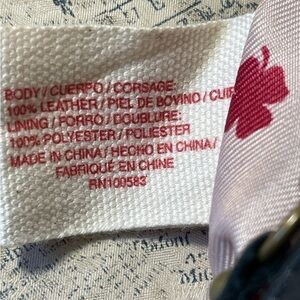 BODY / CUERPO / CORSAGE:
100% LEATHER / PIEL DE BOVINO / CUIR
LINING / FORRO / DOUBLURE:
100% POLYESTER / POLIESTER
MADE IN CHINA / HECHO EN CHINA /
FABRIQUÉ EN CHINE
RN100583